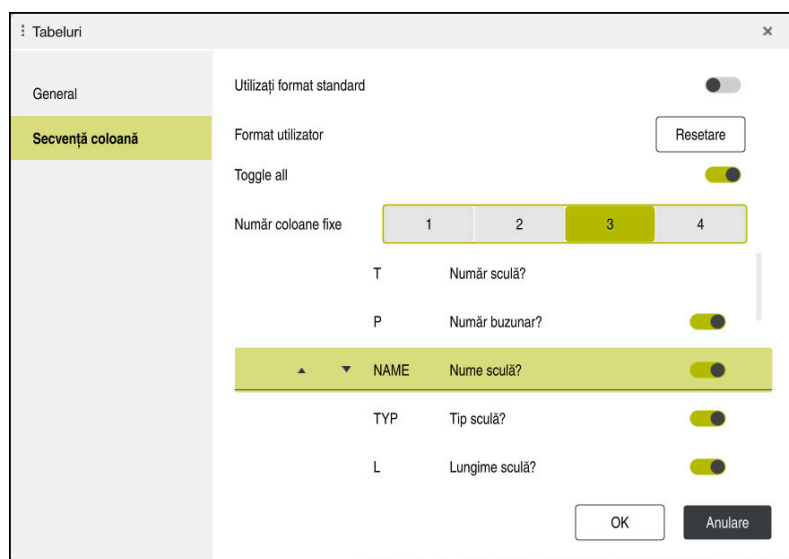 Tabeluri
General
Secvență coloană
Utilizați format standard
Format utilizator Resetare
Toggle all
Număr coloane fixe 1 2 3 4
T Număr sculă?
P Număr buzunar?
NAME Nume sculă?
TYP Tip sculă?
L Lungime sculă?
OK Anulare